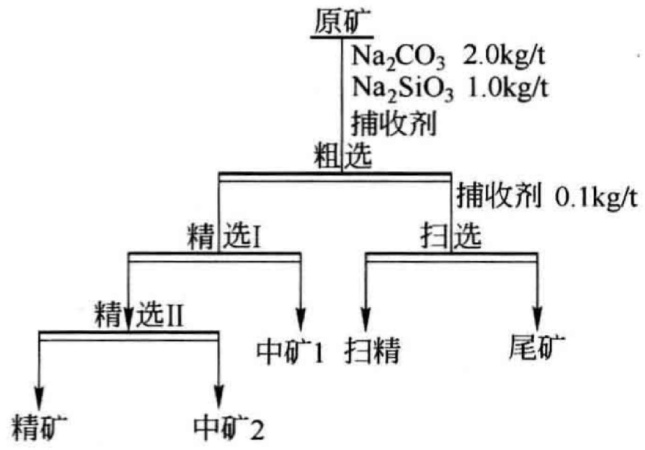 原矿
Na₂CO₃ 2.0kg/t
Na₂SiO₃ 1.0kg/t
捕收剂
粗选
捕收剂 0.1kg/t
精选I
扫选
精选II
中矿1
扫精
尾矿
精矿
中矿2